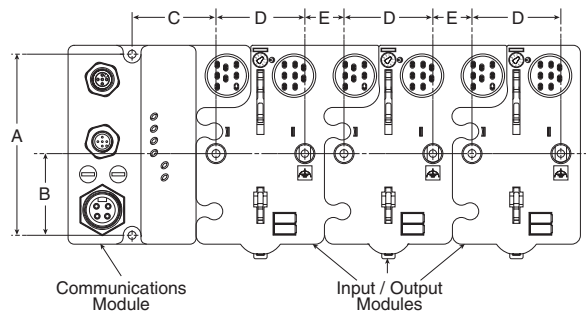 C D E D E D
A
B
Communications
Module
Input / Output
Modules